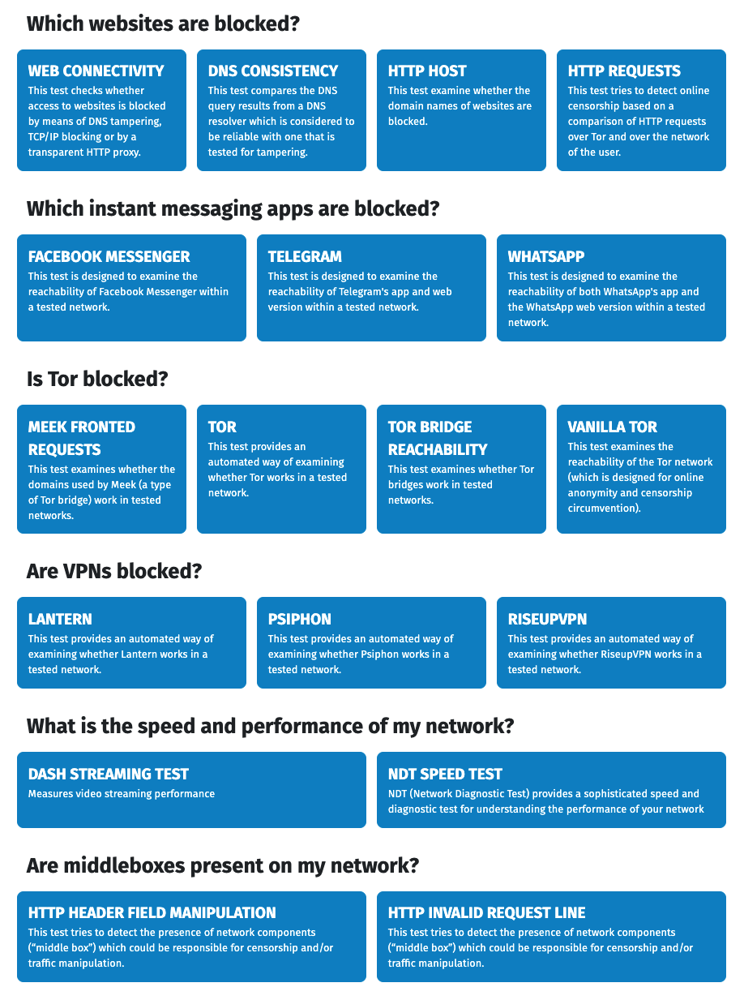 Which websites are blocked?
WEB CONNECTIVITY
This test checks whether
access to websites is blocked
by means of DNS tampering,
TCP/IP blocking or by a
transparent HTTP proxy.
DNS CONSISTENCY
This test compares the DNS
query results from a DNS
resolver which is considered to
be reliable with one that is
tested for tampering.
HTTP HOST
This test examine whether the
domain names of websites are
blocked.
HTTP REQUESTS
This test tries to detect online
censorship based on a
comparison of HTTP requests
over Tor and over the network
of the user.
Which instant messaging apps are blocked?
FACEBOOK MESSENGER
This test is designed to examine the
reachability of Facebook Messenger within
a tested network.
TELEGRAM
This test is designed to examine the
reachability of Telegram's app and web
version within a tested network.
WHATSAPP
This test is designed to examine the
reachability of both WhatsApp's app and
the WhatsApp web version within a tested
network.
Is Tor blocked?
MEEK FRONTED
REQUESTS
This test examines whether the
domains used by Meek (a type
of Tor bridge) work in tested
networks.
TOR
This test provides an
automated way of examining
whether Tor works in a tested
network.
TOR BRIDGE
REACHABILITY
This test examines whether Tor
bridges work in tested
networks.
VANILLA TOR
This test examines the
reachability of the Tor network
(which is designed for online
anonymity and censorship
circumvention).
Are VPNs blocked?
LANTERN
This test provides an automated way of
examining whether Lantern works in a
tested network.
PSIPHON
This test provides an automated way of
examining whether Psiphon works in a
tested network.
RISEUPVPN
This test provides an automated way of
examining whether RiseupVPN works in a
tested network.
What is the speed and performance of my network?
DASH STREAMING TEST
Measures video streaming performance
NDT SPEED TEST
NDT (Network Diagnostic Test) provides a sophisticated speed and
diagnostic test for understanding the performance of your network
Are middleboxes present on my network?
HTTP HEADER FIELD MANIPULATION
This test tries to detect the presence of network components
(“middle box”) which could be responsible for censorship and/or
traffic manipulation.
HTTP INVALID REQUEST LINE
This test tries to detect the presence of network components
(“middle box”) which could be responsible for censorship and/or
traffic manipulation.